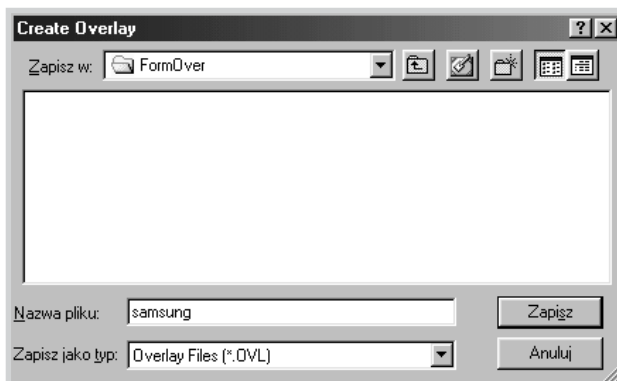 Create Overlay
Zapisz w: FormOver
Nazwa pliku: samsung Zapisz
Zapisz jako typ: Overlay Files (*.OVL) Anuluj